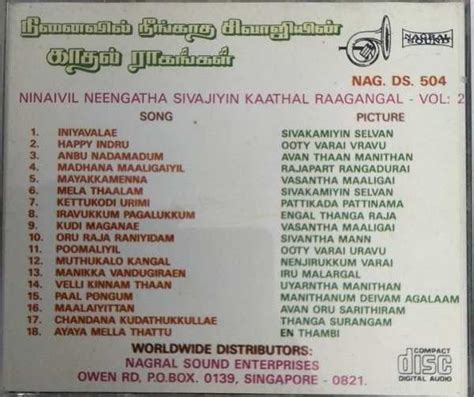 நினைவில் நீங்காத சிவாஜியின்
காதல் ராகங்கள்
NAGRAL SOUND
NAG. DS. 504
NINAIVIL NEENGATHA SIVAJIYIN KAATHAL RAAGANGAL - VOL: 2
SONG PICTURE
1. INIYAVALAE SIVAKAMIYIN SELVAN
2. HAPPY INDRU OOTY VARAI VRAVU
3. ANBU NADAMADUM AVAN THAAN MANITHAN
4. MADHANA MAALIGAIYIL RAJAPART RANGADURAI
5. MAYAKKAMENNA VASANTHA MAALIGAI
6. MELA THAALAM SIVAKAMIYIN SELVAN
7. KETTUKODI URIMI PATTIKADA PATTINAMA
8. IRAVUKKUM PAGALUKKUM ENGAL THANGA RAJA
9. KUDI MAGANAE VASANTHA MAALIGAI
10. ORU RAJA RANIYIDAM SIVANTHA MANN
11. POOMALIYIL OOTY VARAI URAVU
12. MUTHUKALO KANGAL NENJIRUKKUM VARAI
13. MANIKKA VANDUGIRAEN IRU MALARGAL
14. VELLI KINNAM THAAN UYARNTHA MANITHAN
15. PAAL PONGUM MANITHANUM DEIVAM AGALAAM
16. MAALAIYITTAN AVAN ORU SARITHIRAM
17. CHANDANA KUDATHUKKULLAE THANGA SURANGAM
18. AYAYA MELLA THATTU EN THAMBI
WORLDWIDE DISTRIBUTORS:
NAGRAL SOUND ENTERPRISES
OWEN RD, P.O.BOX. 0139, SINGAPORE - 0821.
COMPACT
disc
DIGITAL AUDIO